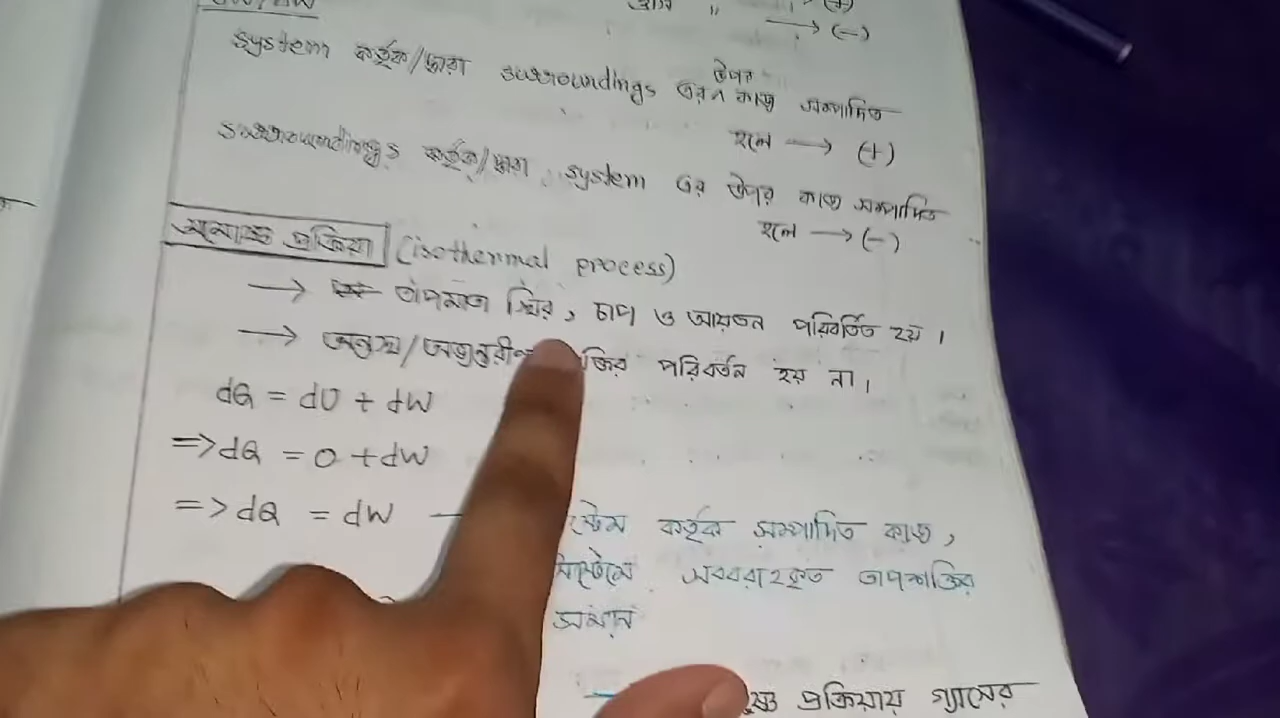 → (-)
system কর্তৃক/দ্বারা surroundings এর উপর কাজ সম্পাদিত
হলে → (+)
surroundings কর্তৃক/দ্বারা system এর উপর কাজ সম্পাদিত
হলে → (-)
সমোষ্ণ প্রক্রিয়া (isothermal process)
→ তাপমাত্রা স্থির, চাপ ও আয়তন পরিবর্তিত হয়।
→ অন্তস্থ/অভ্যন্তরীণ ক্তির পরিবর্তন হয় না।
dQ = dU + dW
=> dQ = 0 + dW
=> dQ = dW
স্টেম কর্তৃক সম্পাদিত কাজ,
সিস্টেমে সরবরাহকৃত তাপশক্তির
সমান
প্রক্রিয়ায় গ্যাসের